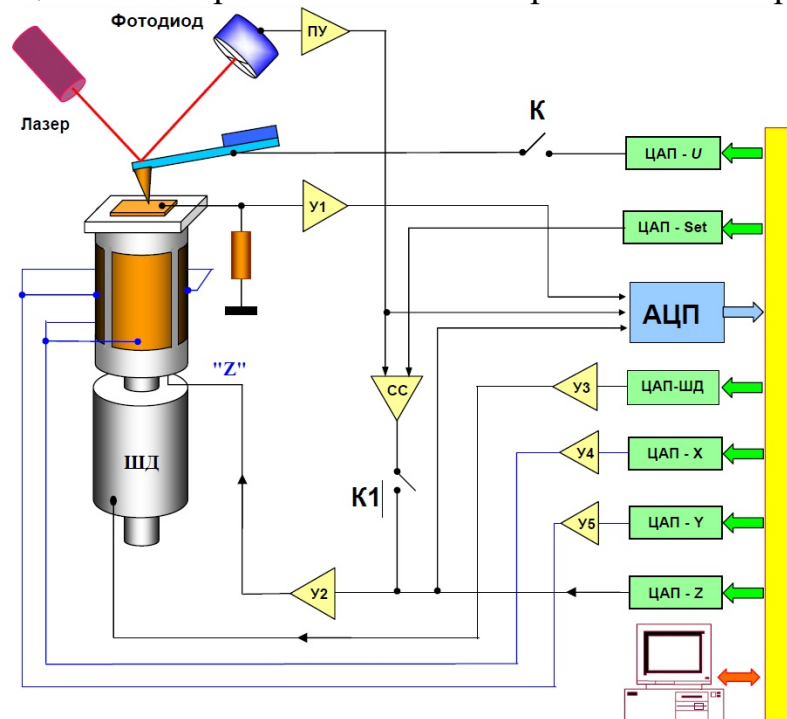 Фотодиод
ПУ
Лазер
К
ЦАП - U
У1
ЦАП - Set
АЦП
"Z"
СС
У3
ЦАП-ШД
ШД
У4
ЦАП - X
К1
У5
ЦАП - Y
У2
ЦАП - Z